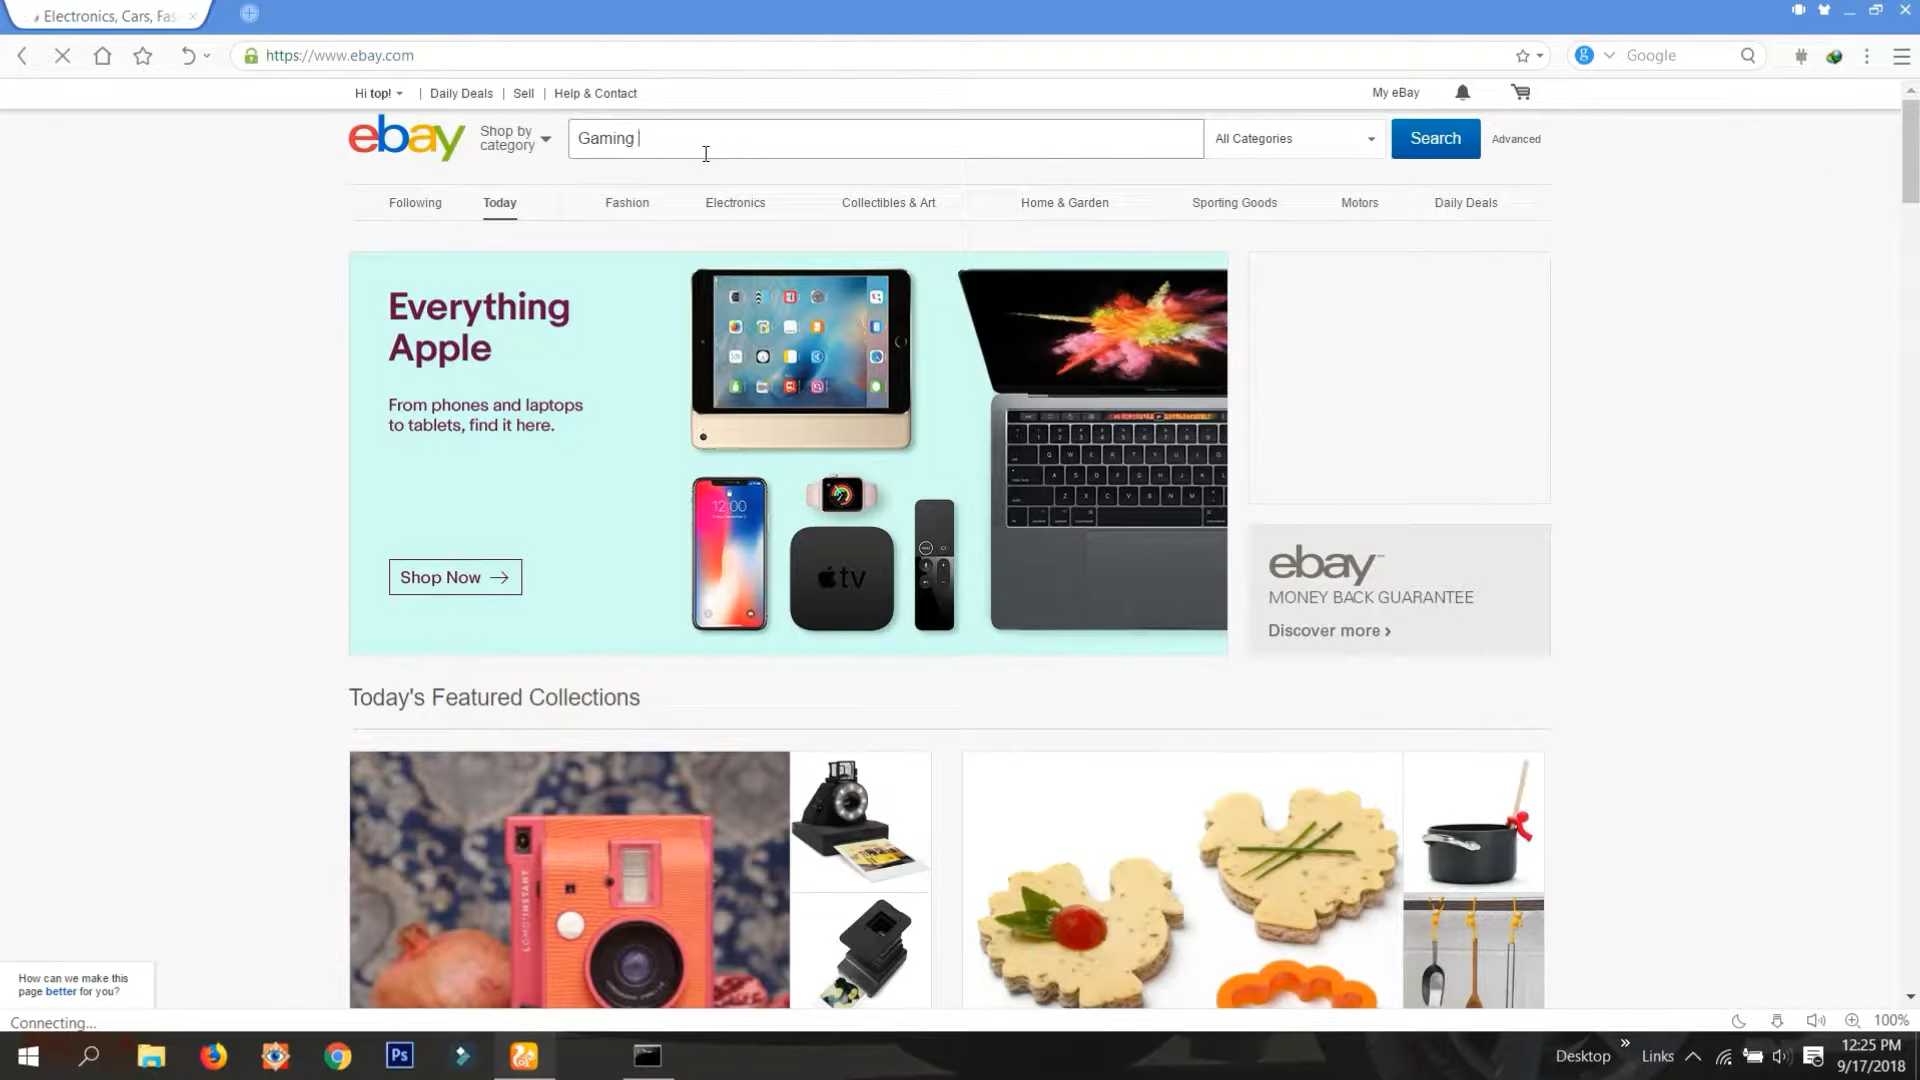 Electronics, Cars, Fas
https://www.ebay.com
Google
Hi top!
Daily Deals
Sell
Help & Contact
My eBay
ebay
Shop by
category
Gaming
All Categories
Search
Advanced
Following
Today
Fashion
Electronics
Collectibles & Art
Home & Garden
Sporting Goods
Motors
Daily Deals
Everything
Apple
From phones and laptops
to tablets, find it here.
Shop Now
12:00
tv
ebay
MONEY BACK GUARANTEE
Discover more
Today's Featured Collections
How can we make this
page better for you?
Connecting...
100%
Ps
Desktop
Links
12:25 PM
9/17/2018